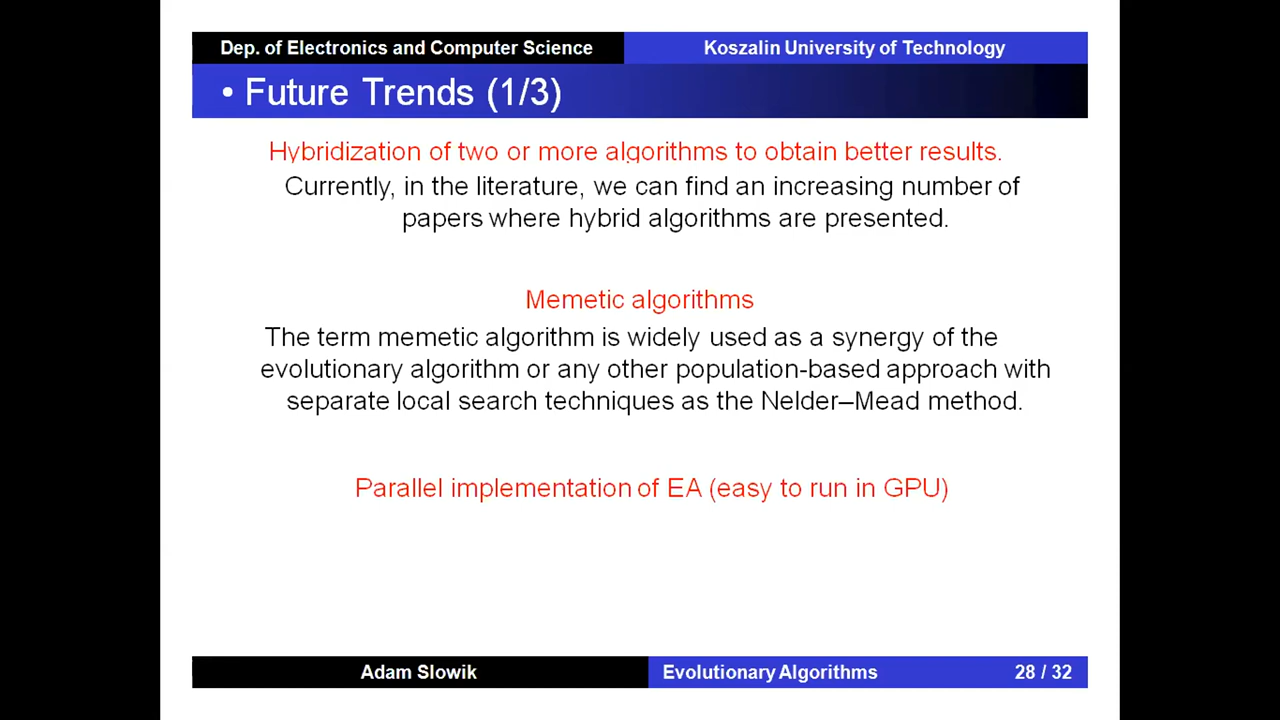 Dep. of Electronics and Computer Science
Koszalin University of Technology
• Future Trends (1/3)
Hybridization of two or more algorithms to obtain better results.
Currently, in the literature, we can find an increasing number of
papers where hybrid algorithms are presented.
Memetic algorithms
The term memetic algorithm is widely used as a synergy of the
evolutionary algorithm or any other population-based approach with
separate local search techniques as the Nelder–Mead method.
Parallel implementation of EA (easy to run in GPU)
Adam Slowik
Evolutionary Algorithms
28 / 32